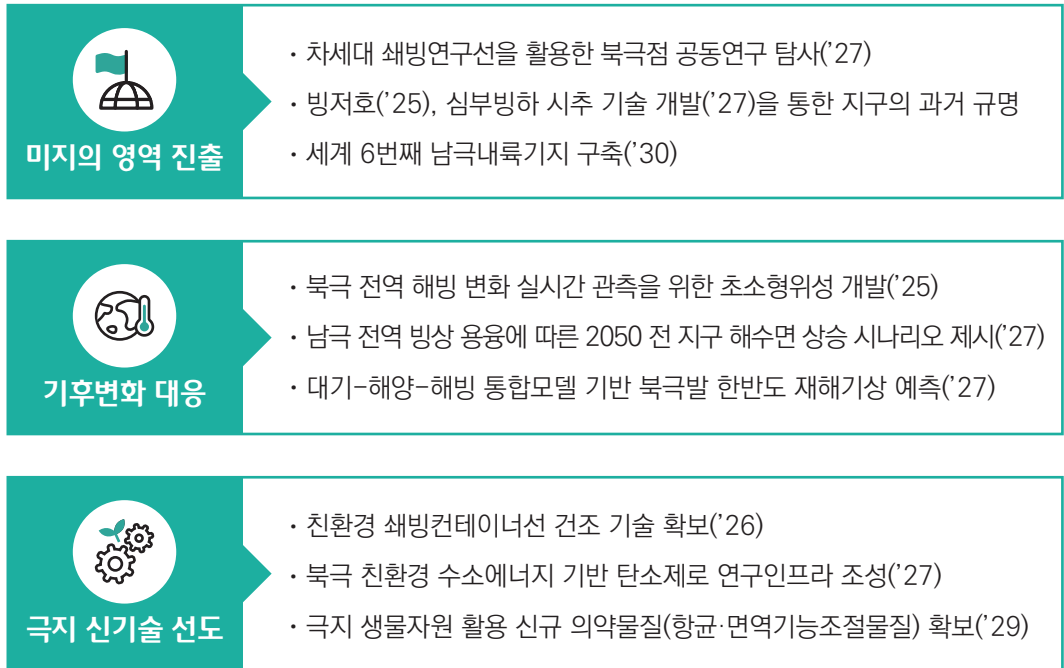 미지의 영역 진출
· 차세대 쇄빙연구선을 활용한 북극점 공동연구 탐사(’27)
· 빙저호(’25), 심부빙하 시추 기술 개발(’27)을 통한 지구의 과거 규명
· 세계 6번째 남극내륙기지 구축(’30)
기후변화 대응
· 북극 전역 해빙 변화 실시간 관측을 위한 초소형위성 개발(’25)
· 남극 전역 빙상 용융에 따른 2050 전 지구 해수면 상승 시나리오 제시(’27)
· 대기-해양-해빙 통합모델 기반 북극발 한반도 재해기상 예측(’27)
극지 신기술 선도
· 친환경 쇄빙컨테이너선 건조 기술 확보(’26)
· 북극 친환경 수소에너지 기반 탄소제로 연구인프라 조성(’27)
· 극지 생물자원 활용 신규 의약물질(항균·면역기능조절물질) 확보(’29)